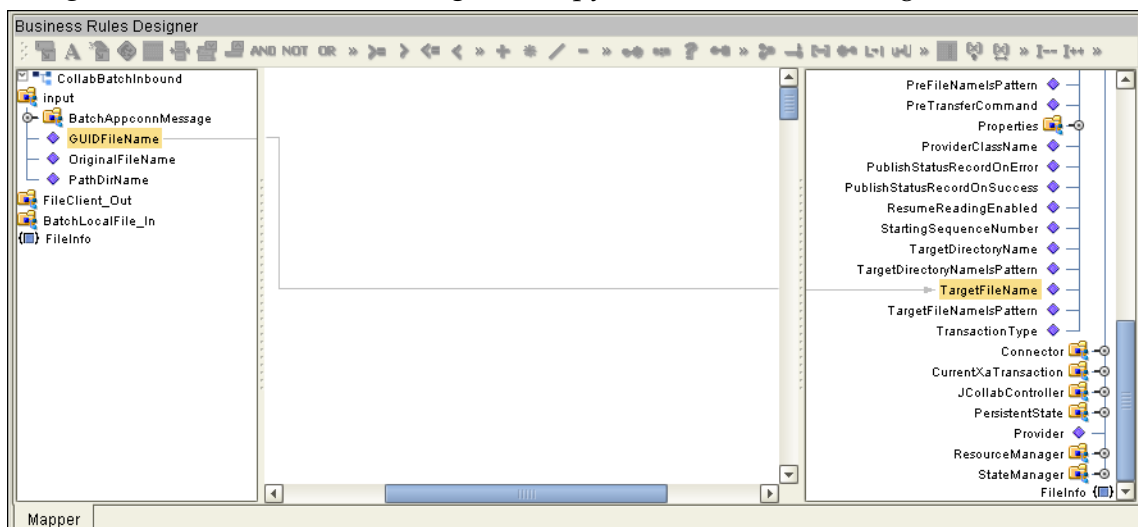 Business Rules Designer
AND NOT OR » >= > <= < » + * / - » » » I-- I++ »
CollabBatchInbound
input
BatchAppconnMessage
GUIDFileName
OriginalFileName
PathDirName
FileClient_Out
BatchLocalFile_In
FileInfo
PreFileNameIsPattern
PreTransferCommand
Properties
ProviderClassName
PublishStatusRecordOnError
PublishStatusRecordOnSuccess
ResumeReadingEnabled
StartingSequenceNumber
TargetDirectoryName
TargetDirectoryNameIsPattern
TargetFileName
TargetFileNameIsPattern
TransactionType
Connector
CurrentXaTransaction
JCollabController
PersistentState
Provider
ResourceManager
StateManager
FileInfo
Mapper